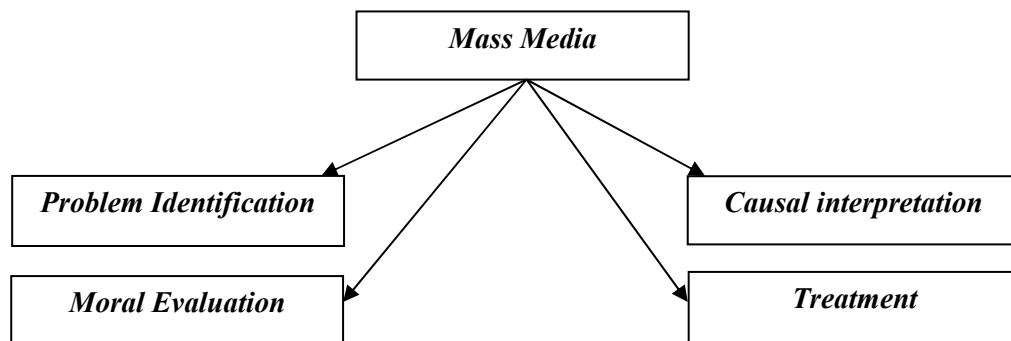 Mass Media
Problem Identification
Causal interpretation
Moral Evaluation
Treatment